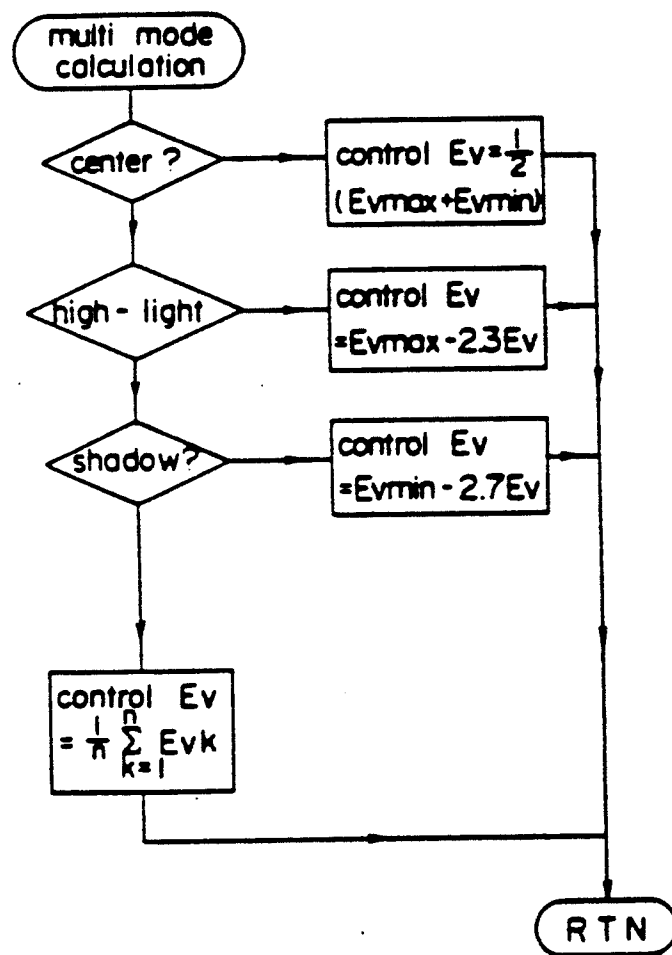 multi mode
calculation
center ?
control Ev = 1/2
(Evmax+Evmin)
high - light
control Ev
=Evmax - 2.3Ev
shadow?
control Ev
=Evmin - 2.7Ev
control Ev
= 1/n n∑k=1 Evk
RTN